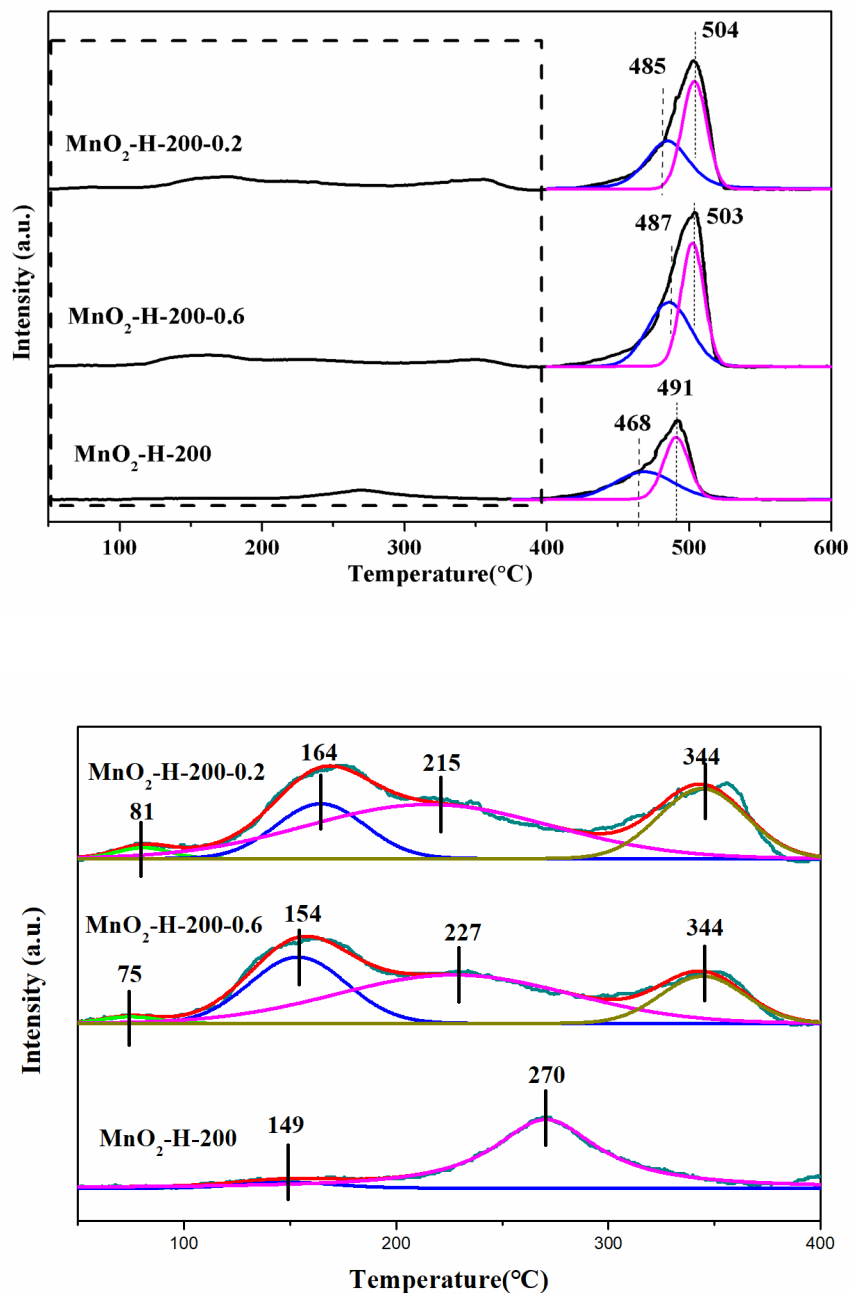 504
485
MnO₂-H-200-0.2
503
487
MnO₂-H-200-0.6
491
468
MnO₂-H-200
Intensity (a.u.)
100 200 300 400 500 600
Temperature(°C)
164
215
344
MnO₂-H-200-0.2
81
MnO₂-H-200-0.6
154
227
344
75
270
149
MnO₂-H-200
Intensity (a.u.)
100 200 300 400
Temperature(°C)